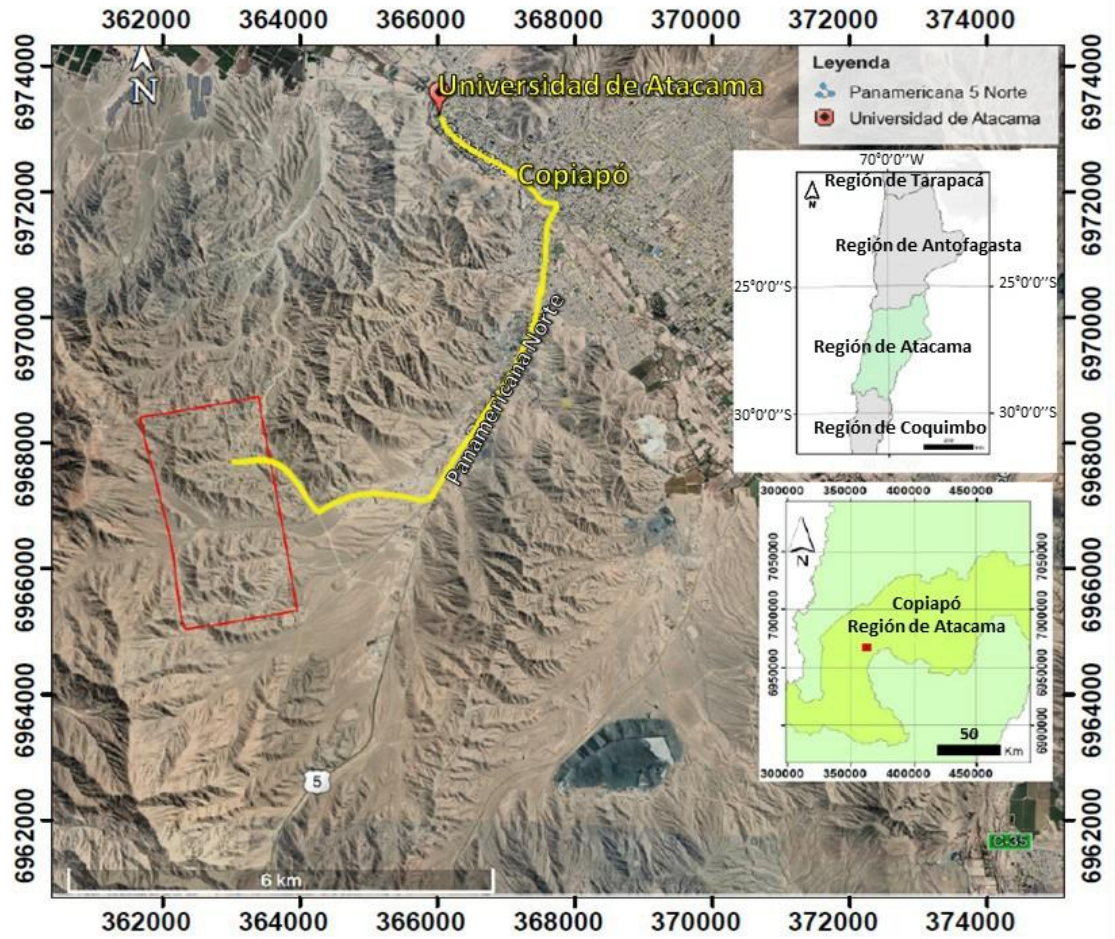 362000 364000 366000 368000 370000 372000 374000
6974000
6972000
6970000
6968000
6966000
6964000
6962000
N
Universidad de Atacama
Copiapó
Panamericana Norte
5
C-35
6 km
Leyenda
Panamericana 5 Norte
Universidad de Atacama
70°0'0''W
N
Región de Tarapacá
Región de Antofagasta
25°0'0''S 25°0'0''S
Región de Atacama
30°0'0''S 30°0'0''S
Región de Coquimbo
300000 350000 400000 450000
N
7050000 7050000
7000000 7000000
6950000 6950000
6900000
Copiapó
Región de Atacama
50
Km
300000 350000 400000 450000
6974000
6972000
6970000
6968000
6966000
6964000
6962000
362000 364000 366000 368000 370000 372000 374000